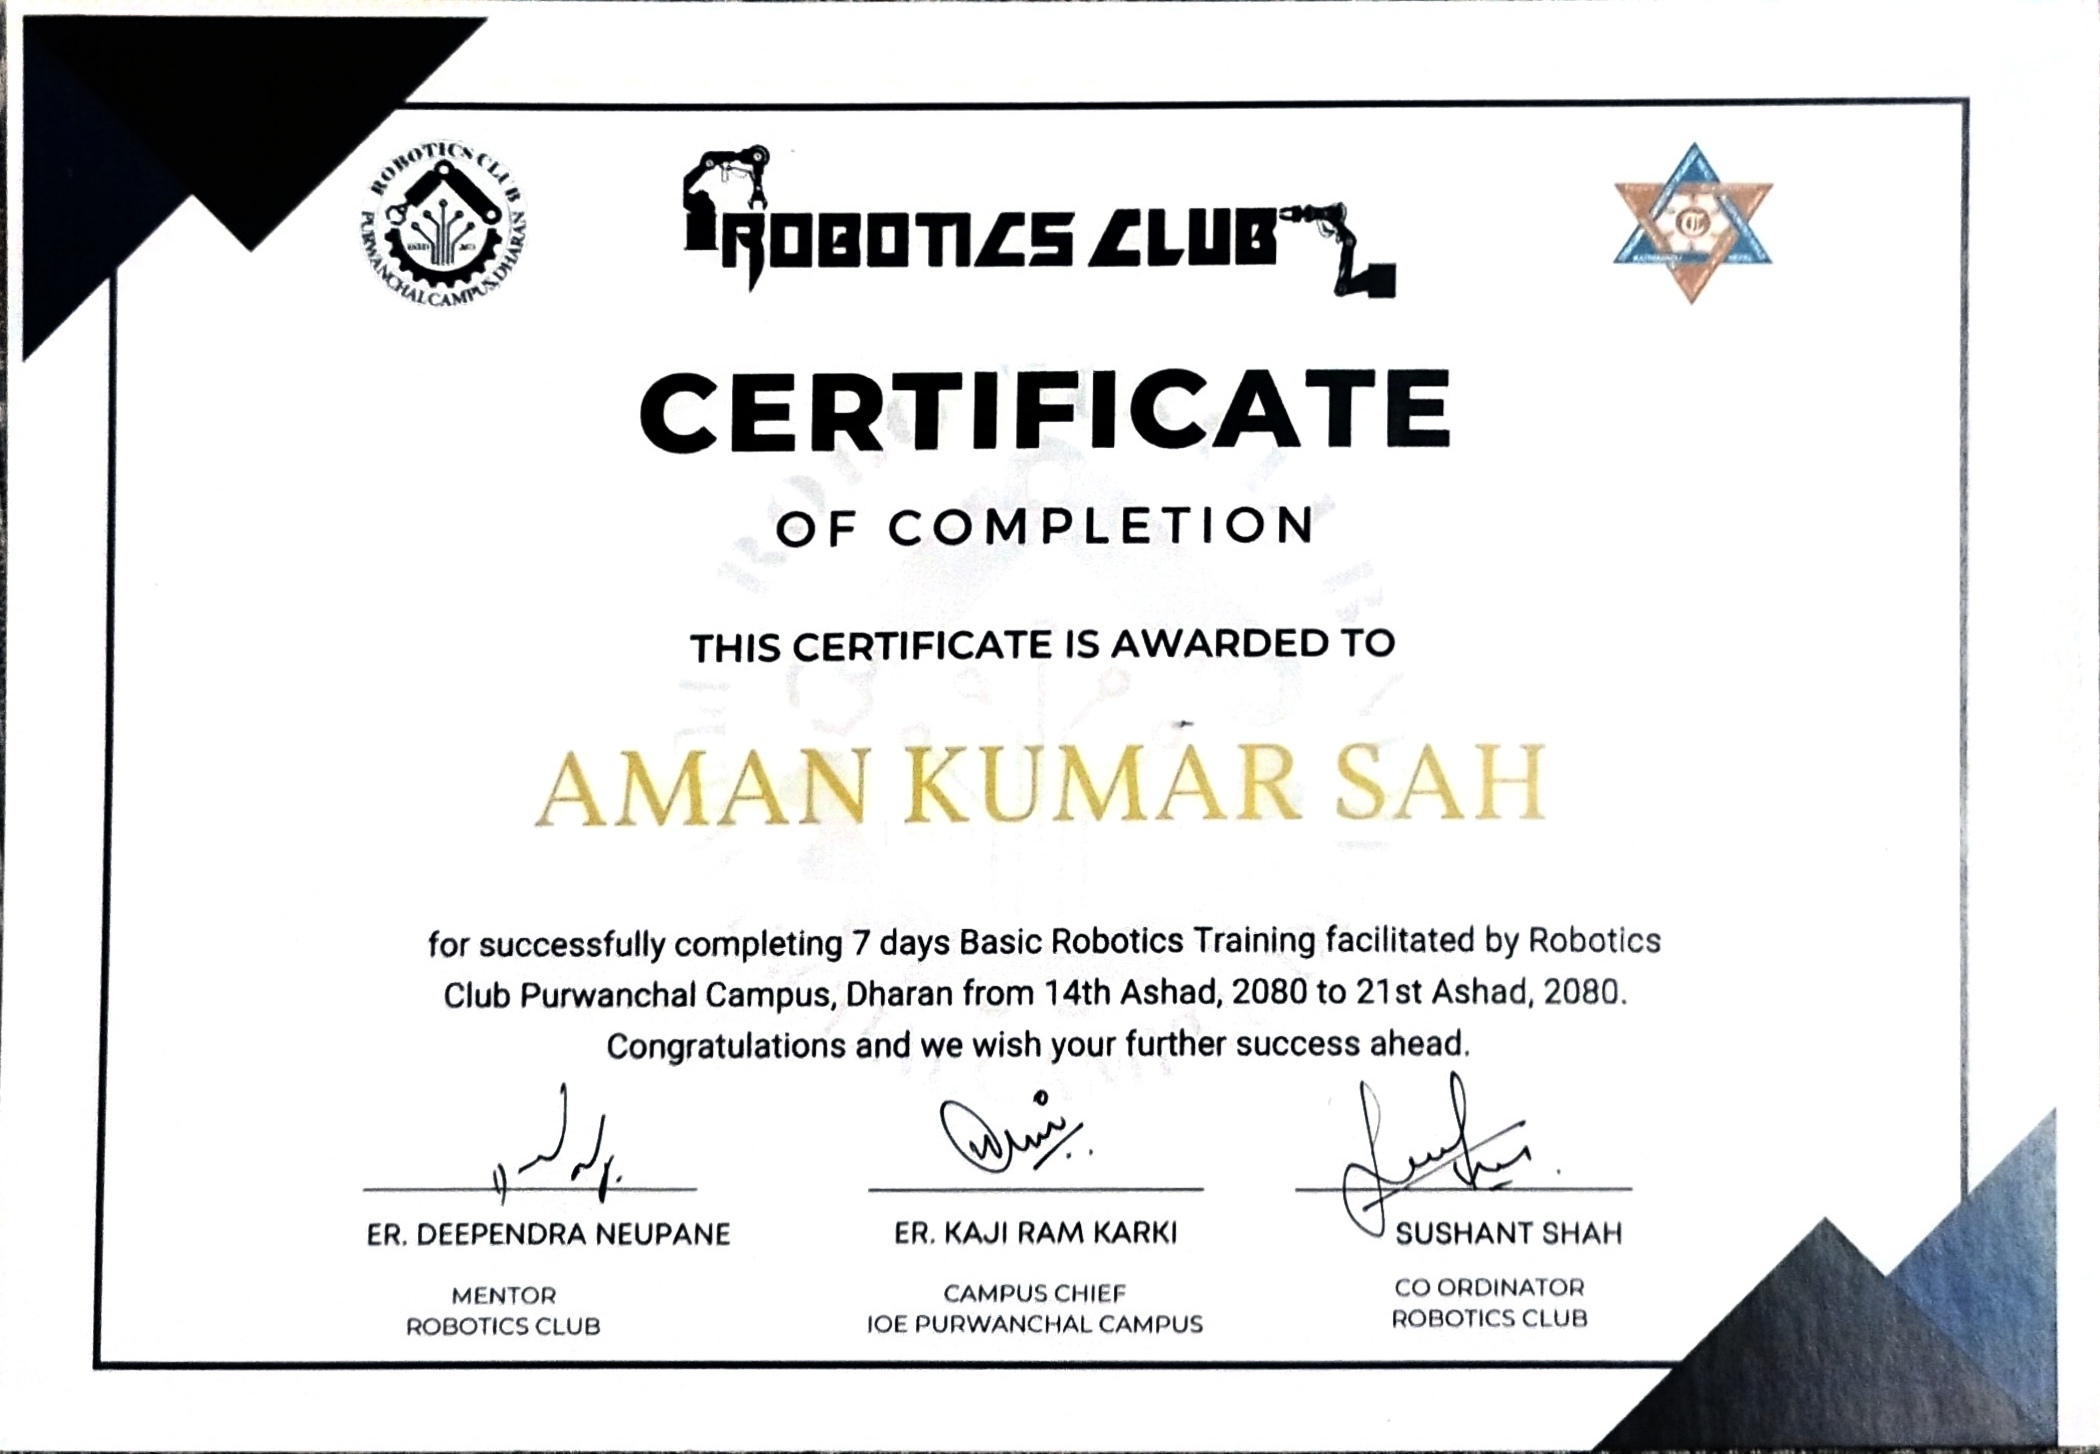 ROBOTICS CLUB
PURWANCHAL CAMPUS, DHARAN
ROBOTICS CLUB
CERTIFICATE
OF COMPLETION
THIS CERTIFICATE IS AWARDED TO
AMAN KUMAR SAH
for successfully completing 7 days Basic Robotics Training facilitated by Robotics
Club Purwanchal Campus, Dharan from 14th Ashad, 2080 to 21st Ashad, 2080.
Congratulations and we wish your further success ahead.
ER. DEEPENDRA NEUPANE
MENTOR
ROBOTICS CLUB
ER. KAJI RAM KARKI
CAMPUS CHIEF
IOE PURWANCHAL CAMPUS
SUSHANT SHAH
CO ORDINATOR
ROBOTICS CLUB